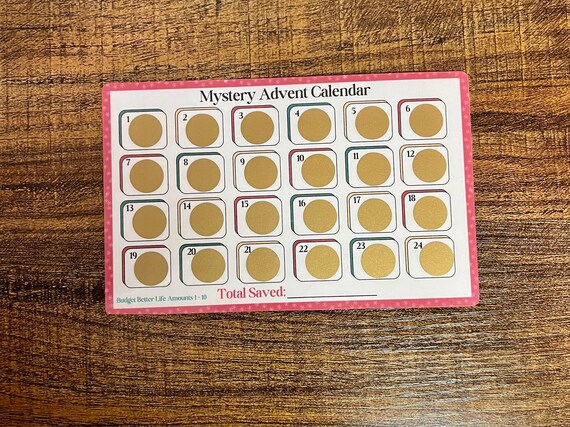 Mystery Advent Calendar
1 2 3 4 5 6
7 8 9 10 11 12
13 14 15 16 17 18
19 20 21 22 23 24
Total Saved:
Budget Better Life Amounts 1 - 10